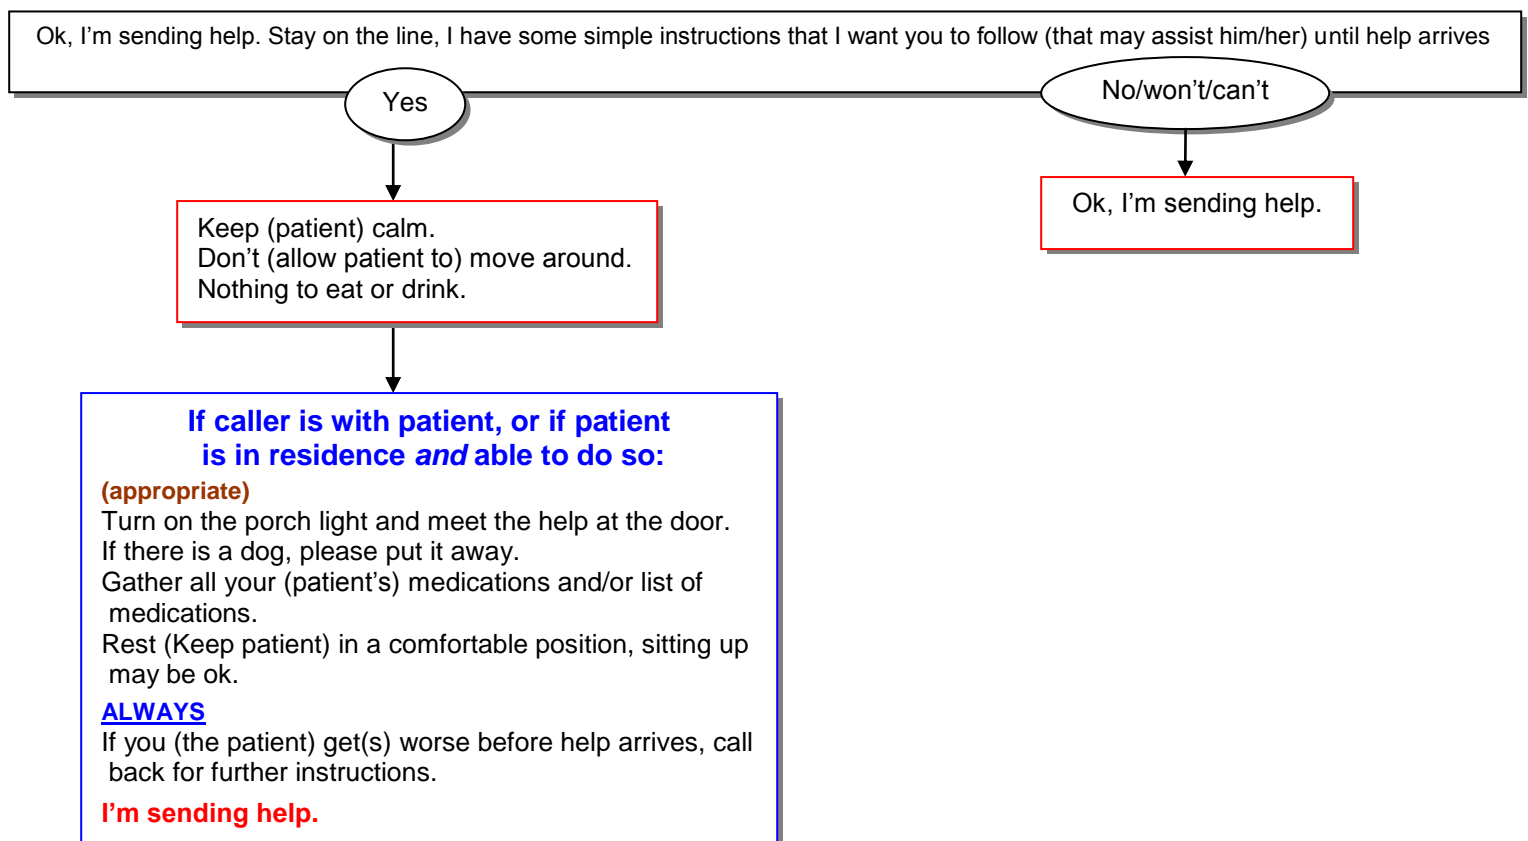 Ok, I'm sending help. Stay on the line, I have some simple instructions that I want you to follow (that may assist him/her) until help arrives
Yes
No/won't/can't
Keep (patient) calm.
Don't (allow patient to) move around.
Nothing to eat or drink.
Ok, I'm sending help.
If caller is with patient, or if patient
is in residence and able to do so:
(appropriate)
Turn on the porch light and meet the help at the door.
If there is a dog, please put it away.
Gather all your (patient's) medications and/or list of
medications.
Rest (Keep patient) in a comfortable position, sitting up
may be ok.
ALWAYS
If you (the patient) get(s) worse before help arrives, call
back for further instructions.
I'm sending help.